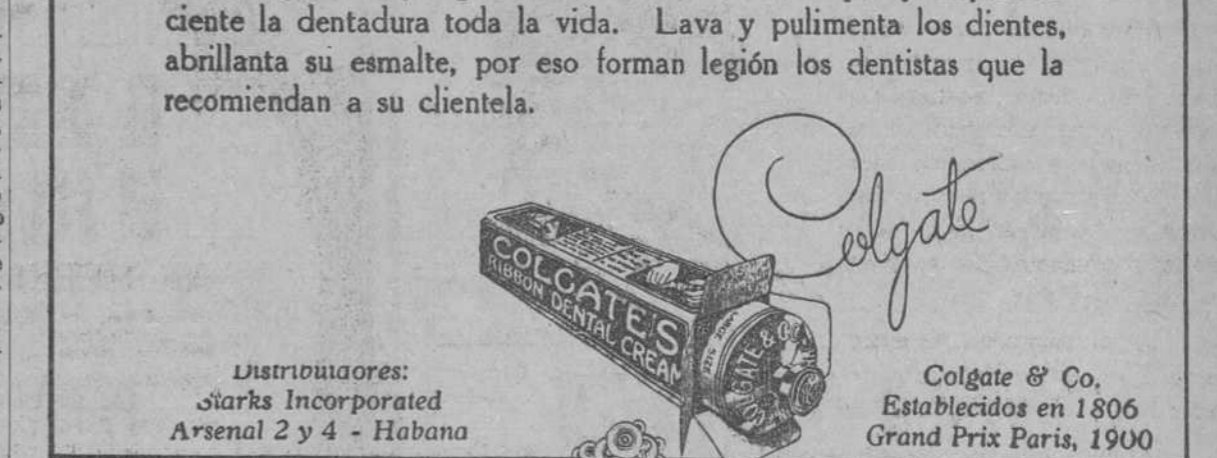 ciente la dentadura toda la vida. Lava y pulimenta los dientes,
abrillanta su esmalte, por eso forman legión los dentistas que la
recomiendan a su clientela.
Colgate
COLGATE'S
RIBBON DENTAL CREAM
LARGE SIZE
COLGATE & CO.
Distribuidores:
Starks Incorporated
Arsenal 2 y 4 - Habana
Colgate & Co.
Establecidos en 1806
Grand Prix Paris, 1900